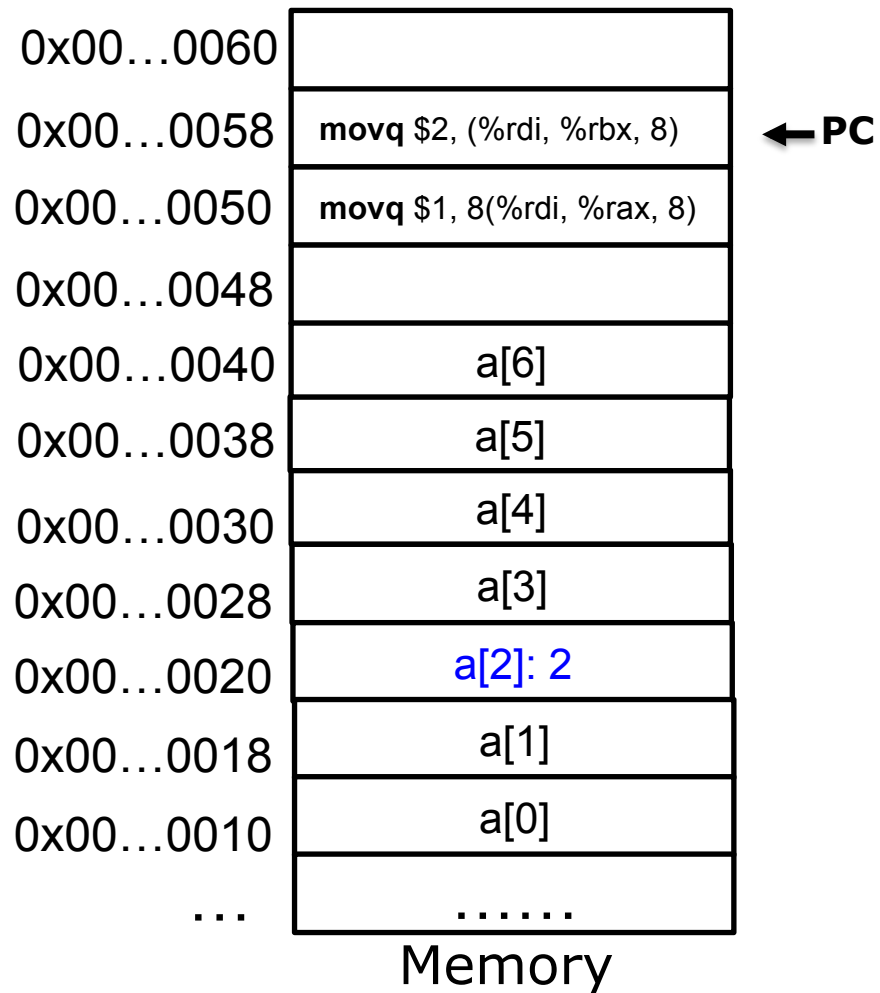 0x00…0060
0x00…0058 movq $2, (%rdi, %rbx, 8) PC
0x00…0050 movq $1, 8(%rdi, %rax, 8)
0x00…0048
0x00…0040 a[6]
0x00…0038 a[5]
0x00…0030 a[4]
0x00…0028 a[3]
0x00…0020 a[2]: 2
0x00…0018 a[1]
0x00…0010 a[0]
… ……
Memory